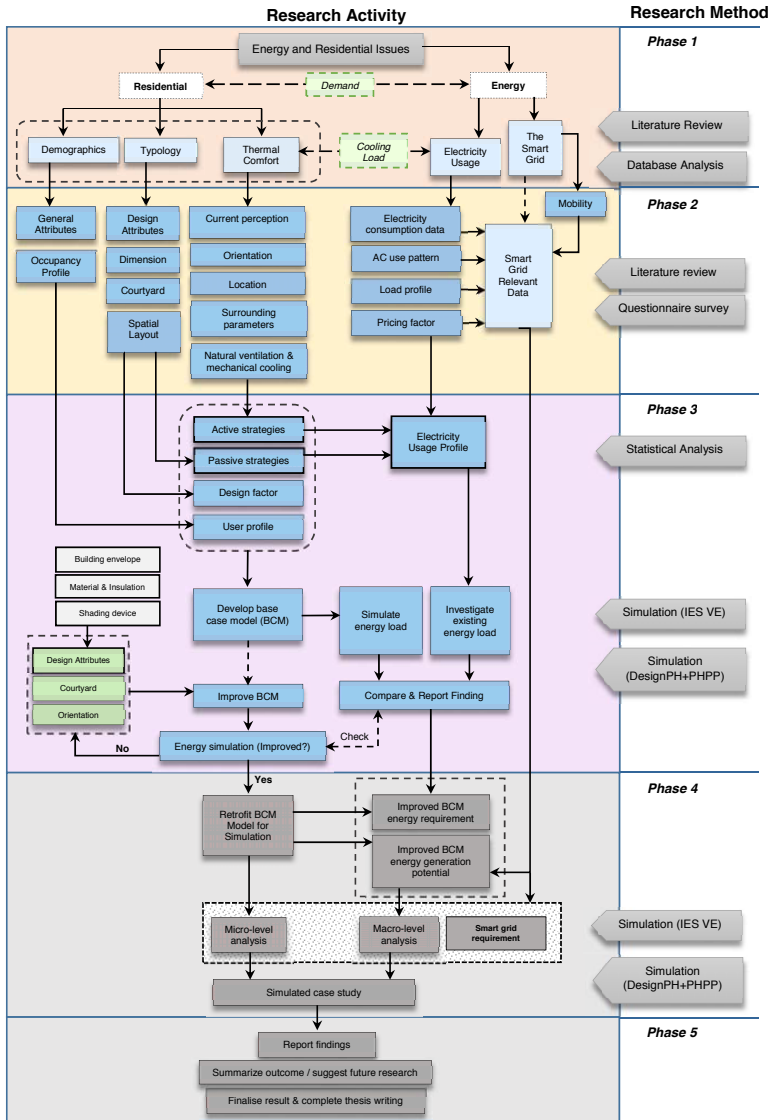 Research Activity
Research Method
Energy and Residential Issues
Phase 1
Residential
Demand
Energy
Demographics
Typology
Thermal
Comfort
Cooling
Load
Electricity
Usage
The
Smart
Grid
Literature Review
Database Analysis
Phase 2
General
Attributes
Design
Attributes
Current perception
Electricity
consumption data
Mobility
Occupancy
Profile
Dimension
Orientation
AC use pattern
Smart
Grid
Relevant
Data
Courtyard
Location
Load profile
Literature review
Spatial
Layout
Surrounding
parameters
Pricing factor
Questionnaire survey
Natural ventilation &
mechanical cooling
Phase 3
Active strategies
Passive strategies
Design factor
User profile
Electricity
Usage Profile
Statistical Analysis
Building envelope
Material & Insulation
Shading device
Develop base
case model (BCM)
Simulate
energy load
Investigate
existing
energy load
Simulation (IES VE)
Design Attributes
Courtyard
Orientation
Improve BCM
Compare & Report Finding
Simulation
(DesignPH+PHPP)
No
Energy simulation (Improved?)
Check
Yes
Phase 4
Retrofit BCM
Model for
Simulation
Improved BCM
energy requirement
Improved BCM
energy generation
potential
Micro-level
analysis
Macro-level
analysis
Smart grid
requirement
Simulation (IES VE)
Simulated case study
Simulation
(DesignPH+PHPP)
Phase 5
Report findings
Summarize outcome / suggest future research
Finalise result & complete thesis writing